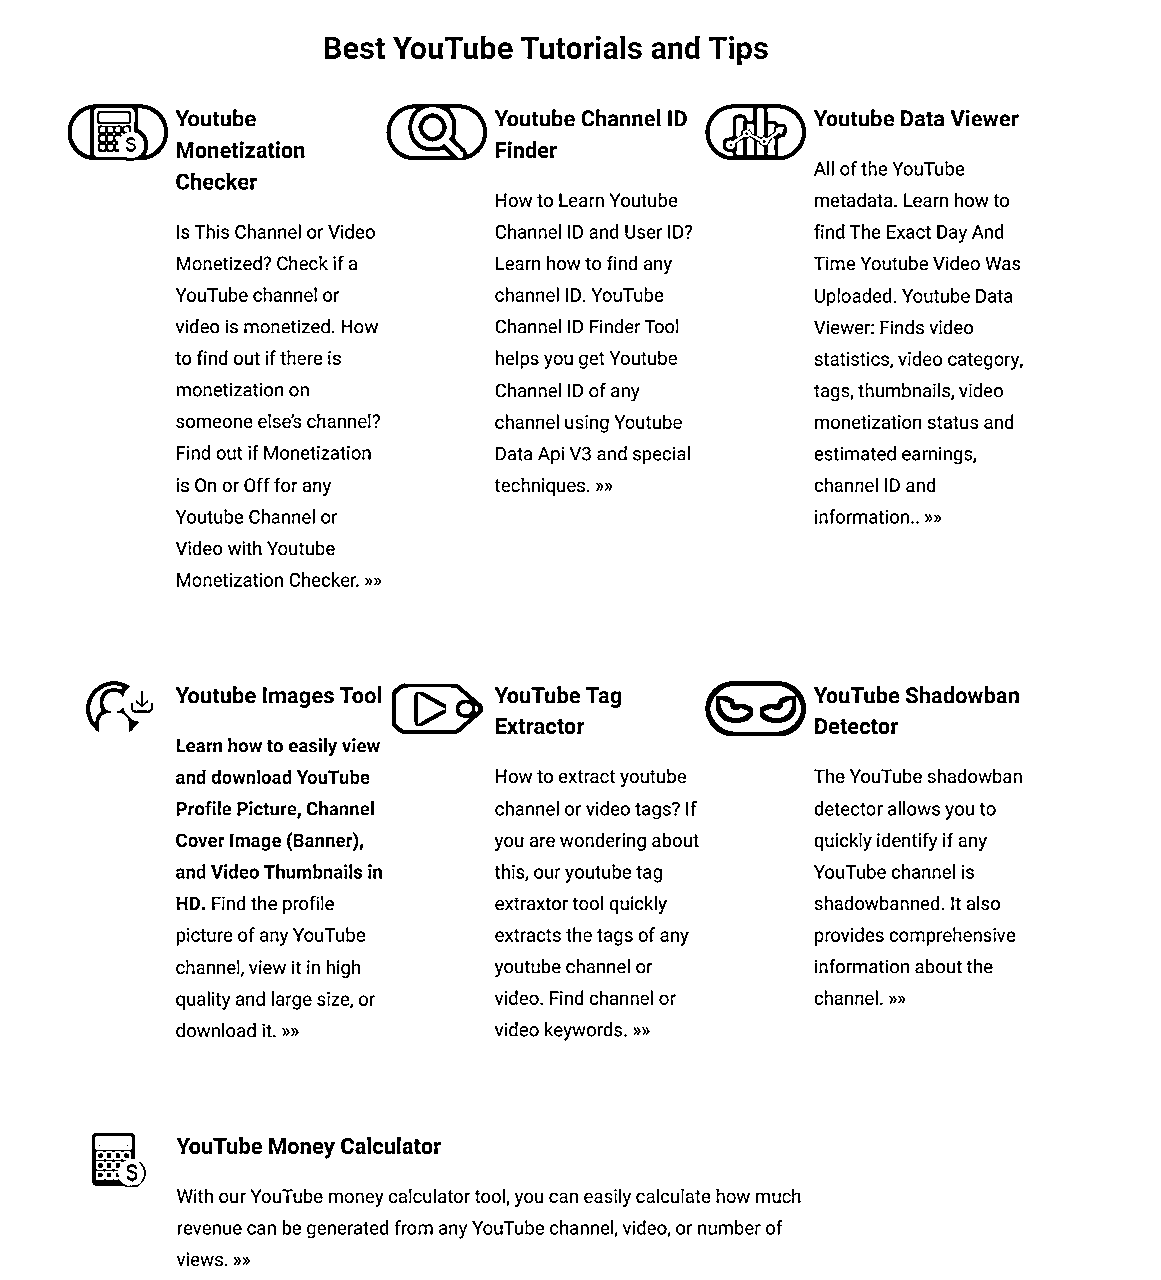 Best YouTube Tutorials and Tips
Youtube
Monetization
Checker
Is This Channel or Video
Monetized? Check if a
YouTube channel or
video is monetized. How
to find out if there is
monetization on
someone else's channel?
Find out if Monetization
is On or Off for any
Youtube Channel or
Video with Youtube
Monetization Checker. »»
Youtube Channel ID
Finder
How to Learn Youtube
Channel ID and User ID?
Learn how to find any
channel ID. YouTube
Channel ID Finder Tool
helps you get Youtube
Channel ID of any
channel using Youtube
Data Api V3 and special
techniques. »»
Youtube Data Viewer
All of the YouTube
metadata. Learn how to
find The Exact Day And
Time Youtube Video Was
Uploaded. Youtube Data
Viewer: Finds video
statistics, video category,
tags, thumbnails, video
monetization status and
estimated earnings,
channel ID and
information.. »»
Youtube Images Tool
Learn how to easily view
and download YouTube
Profile Picture, Channel
Cover Image (Banner),
and Video Thumbnails in
HD. Find the profile
picture of any YouTube
channel, view it in high
quality and large size, or
download it. »»
YouTube Tag
Extractor
How to extract youtube
channel or video tags? If
you are wondering about
this, our youtube tag
extraxtor tool quickly
extracts the tags of any
youtube channel or
video. Find channel or
video keywords. »»
YouTube Shadowban
Detector
The YouTube shadowban
detector allows you to
quickly identify if any
YouTube channel is
shadowbanned. It also
provides comprehensive
information about the
channel. »»
YouTube Money Calculator
With our YouTube money calculator tool, you can easily calculate how much
revenue can be generated from any YouTube channel, video, or number of
views. »»